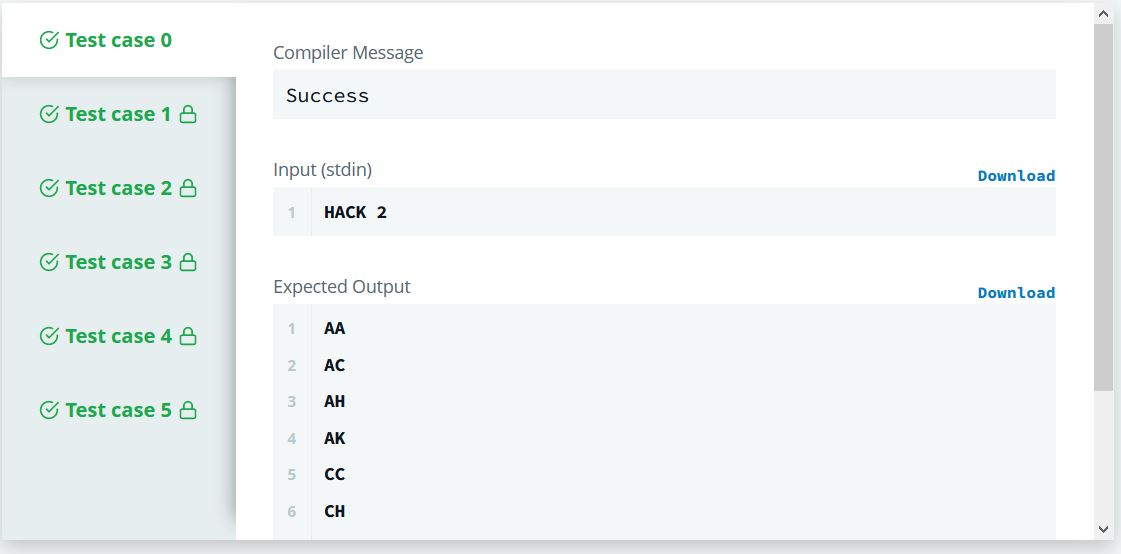 Test case 0
Test case 1
Test case 2
Test case 3
Test case 4
Test case 5
Compiler Message
Success
Input (stdin)
Download
1 HACK 2
Expected Output
Download
1 AA
2 AC
3 AH
4 AK
5 CC
6 CH